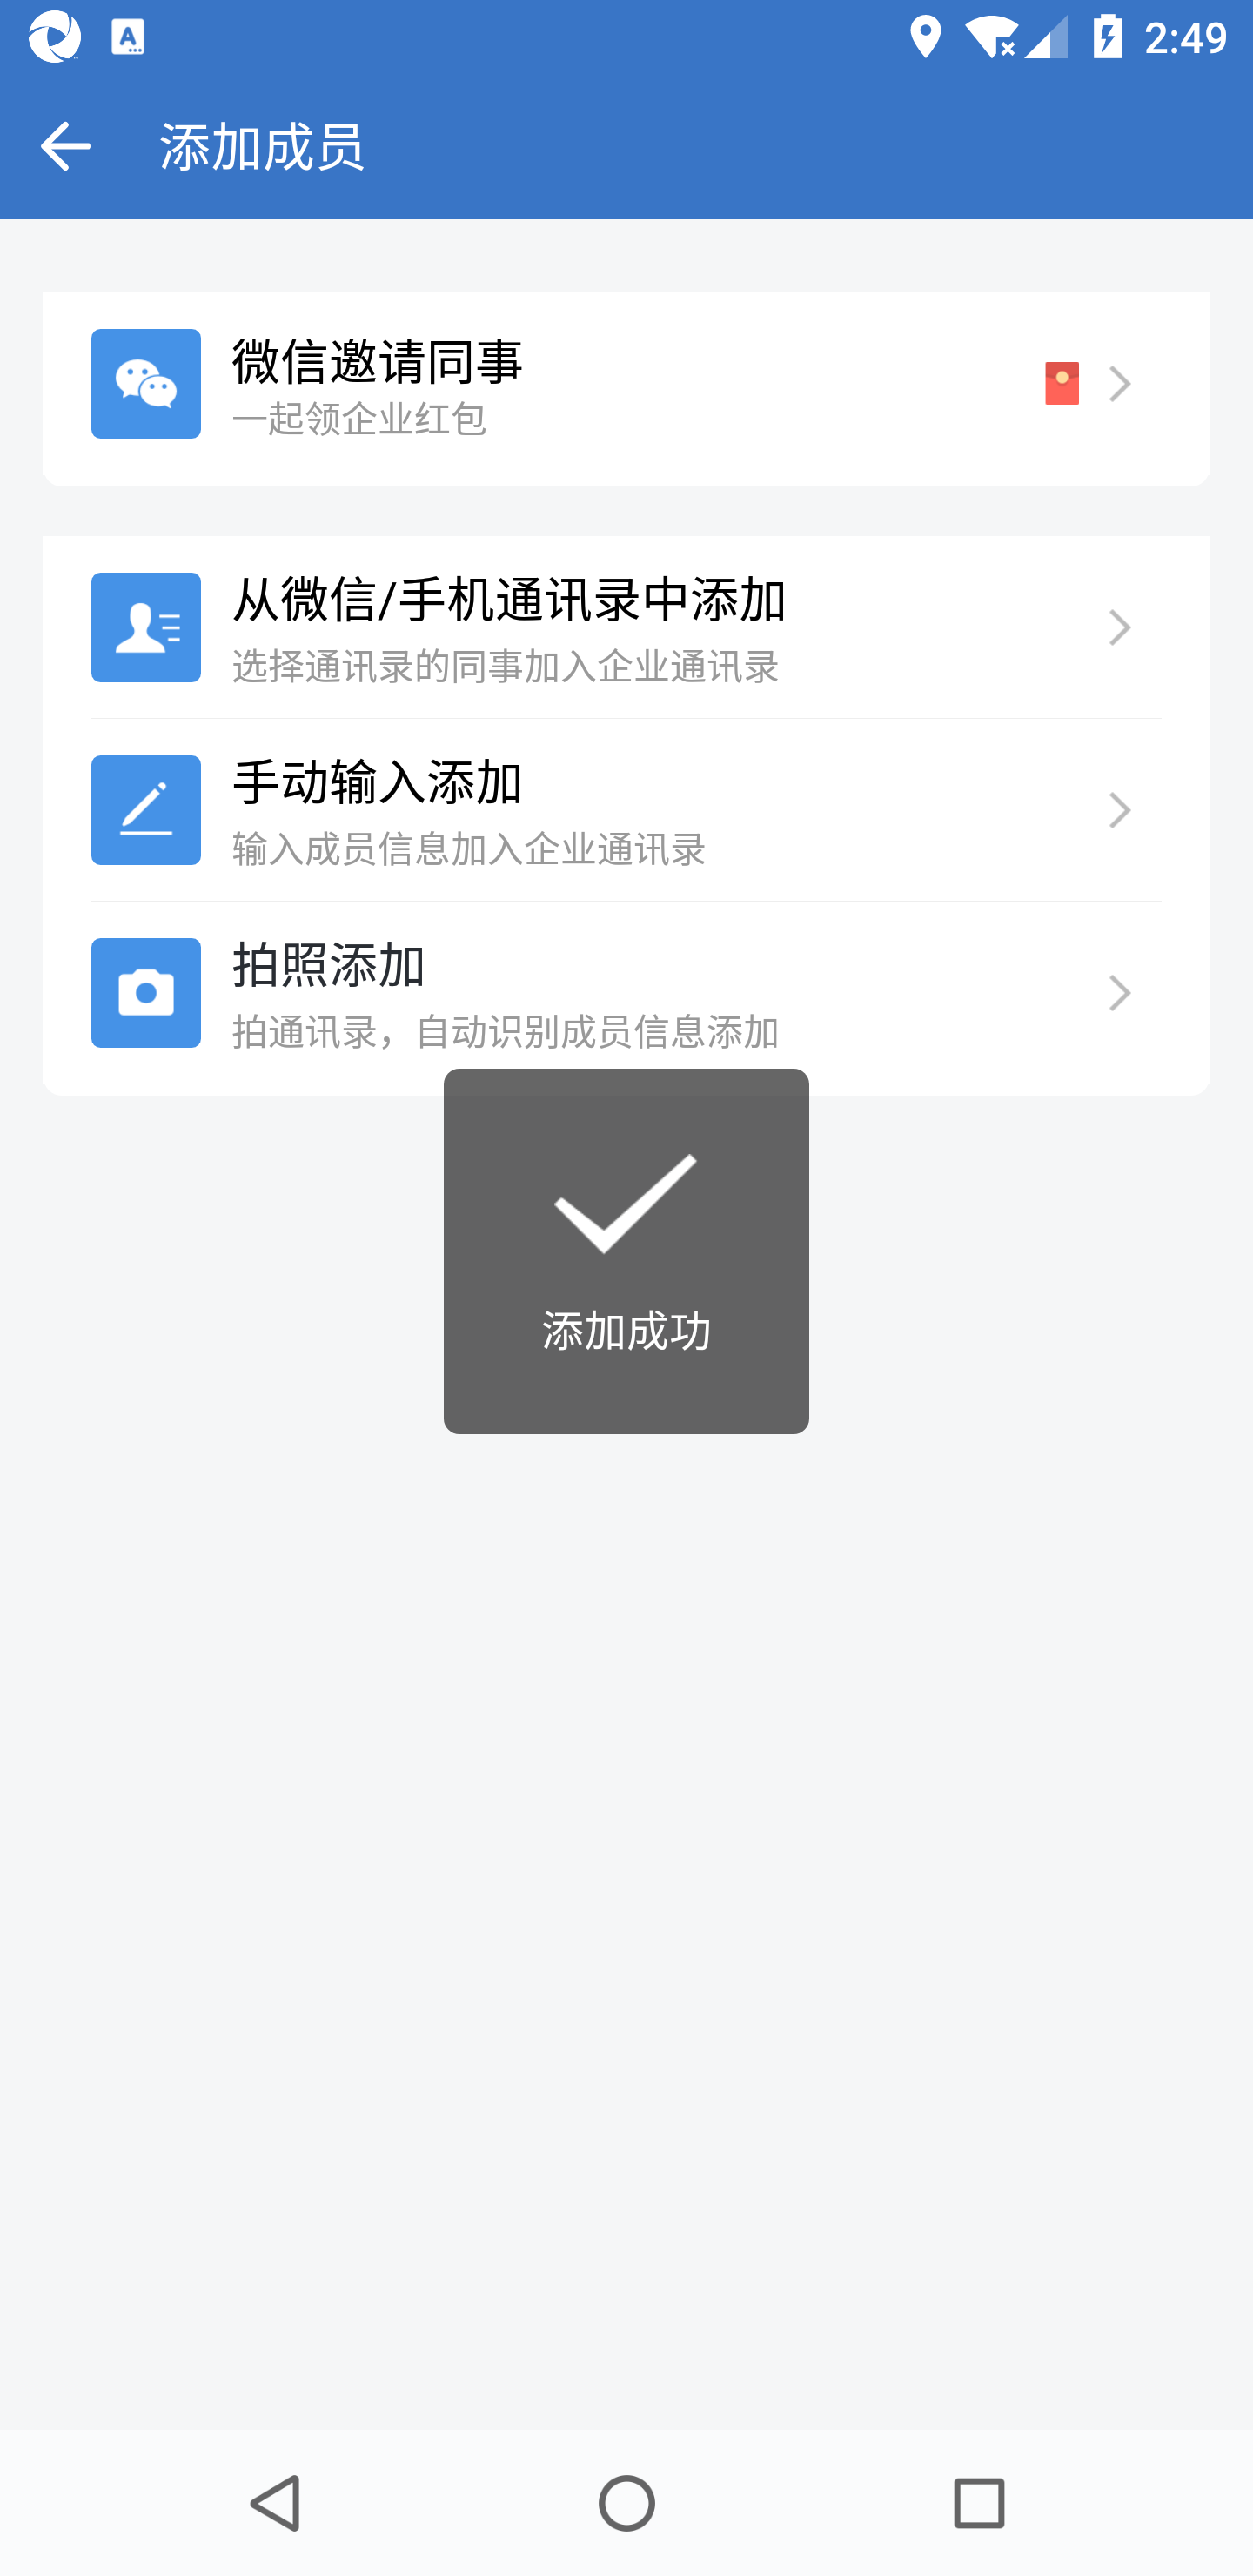 2:49
添加成员
微信邀请同事
一起领企业红包
从微信/手机通讯录中添加
选择通讯录的同事加入企业通讯录
手动输入添加
输入成员信息加入企业通讯录
拍照添加
拍通讯录，自动识别成员信息添加
添加成功